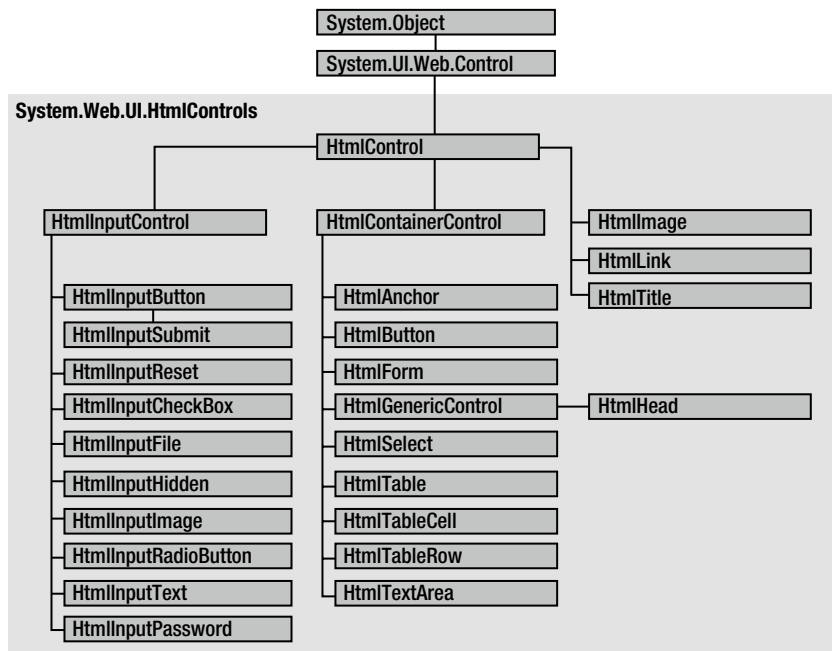 System.Object
System.UI.Web.Control
System.Web.UI.HtmlControls
HtmlControl
HtmlInputControl
HtmlContainerControl
HtmlImage
HtmlLink
HtmlTitle
HtmlInputButton
HtmlInputSubmit
HtmlInputReset
HtmlInputCheckBox
HtmlInputFile
HtmlInputHidden
HtmlInputImage
HtmlInputRadioButton
HtmlInputText
HtmlInputPassword
HtmlAnchor
HtmlButton
HtmlForm
HtmlGenericControl
HtmlHead
HtmlSelect
HtmlTable
HtmlTableCell
HtmlTableRow
HtmlTextArea